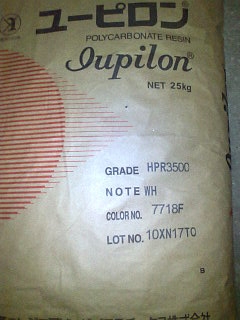 ユーピロン®
POLYCARBONATE RESIN
Iupilon®
NET 25kg
GRADE HPR3500
NOTE WH
COLOR NO. 7718F
LOT NO. 10XN17TO
B